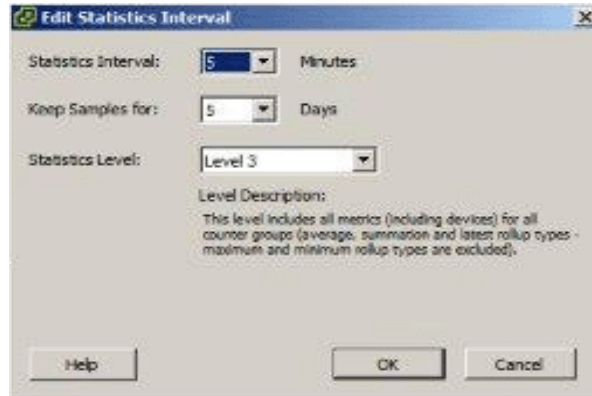 Edit Statistics Interval
Statistics Interval: 5 Minutes
Keep Samples for: 5 Days
Statistics Level: Level 3
Level Description:
This level includes all metrics (including devices) for all
counter groups (average, summation and latest rollup types -
maximum and minimum rollup types are excluded).
Help OK Cancel